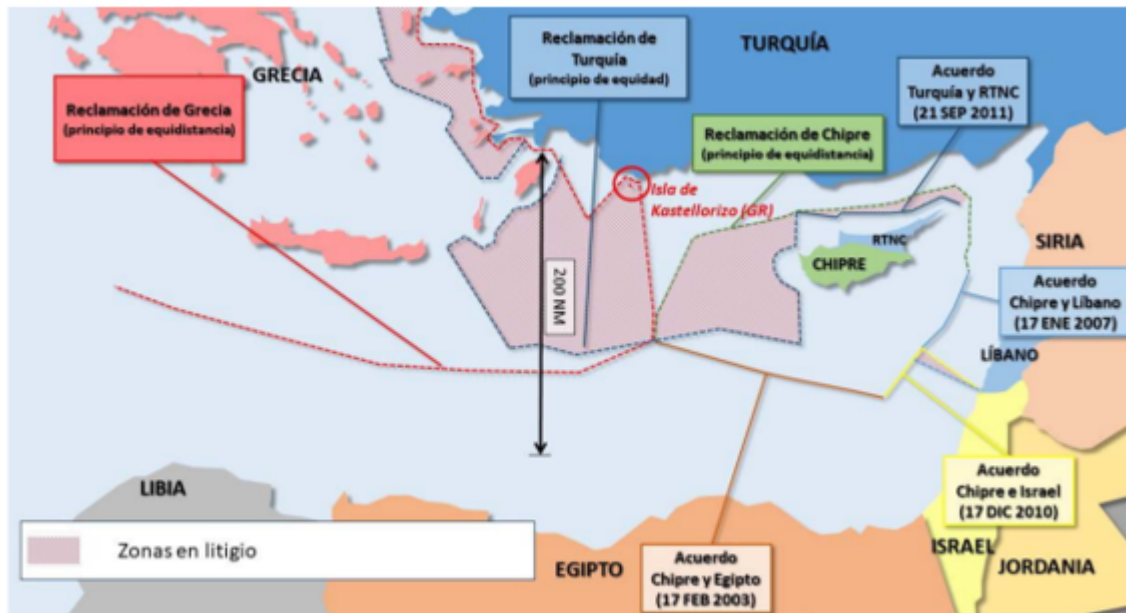 GRECIA
Reclamación de Grecia
(principio de equidistancia)
Reclamación de
Turquía
(principio de equidad)
TURQUÍA
Acuerdo
Turquía y RTNC
(21 SEP 2011)
Reclamación de Chipre
(principio de equidistancia)
Isla de
Kastellorizo (GR)
200 NM
RTNC
CHIPRE
SIRIA
Acuerdo
Chipre y Líbano
(17 ENE 2007)
LÍBANO
LIBIA
Zonas en litigio
EGIPTO
Acuerdo
Chipre y Egipto
(17 FEB 2003)
Acuerdo
Chipre e Israel
(17 DIC 2010)
ISRAEL
JORDANIA